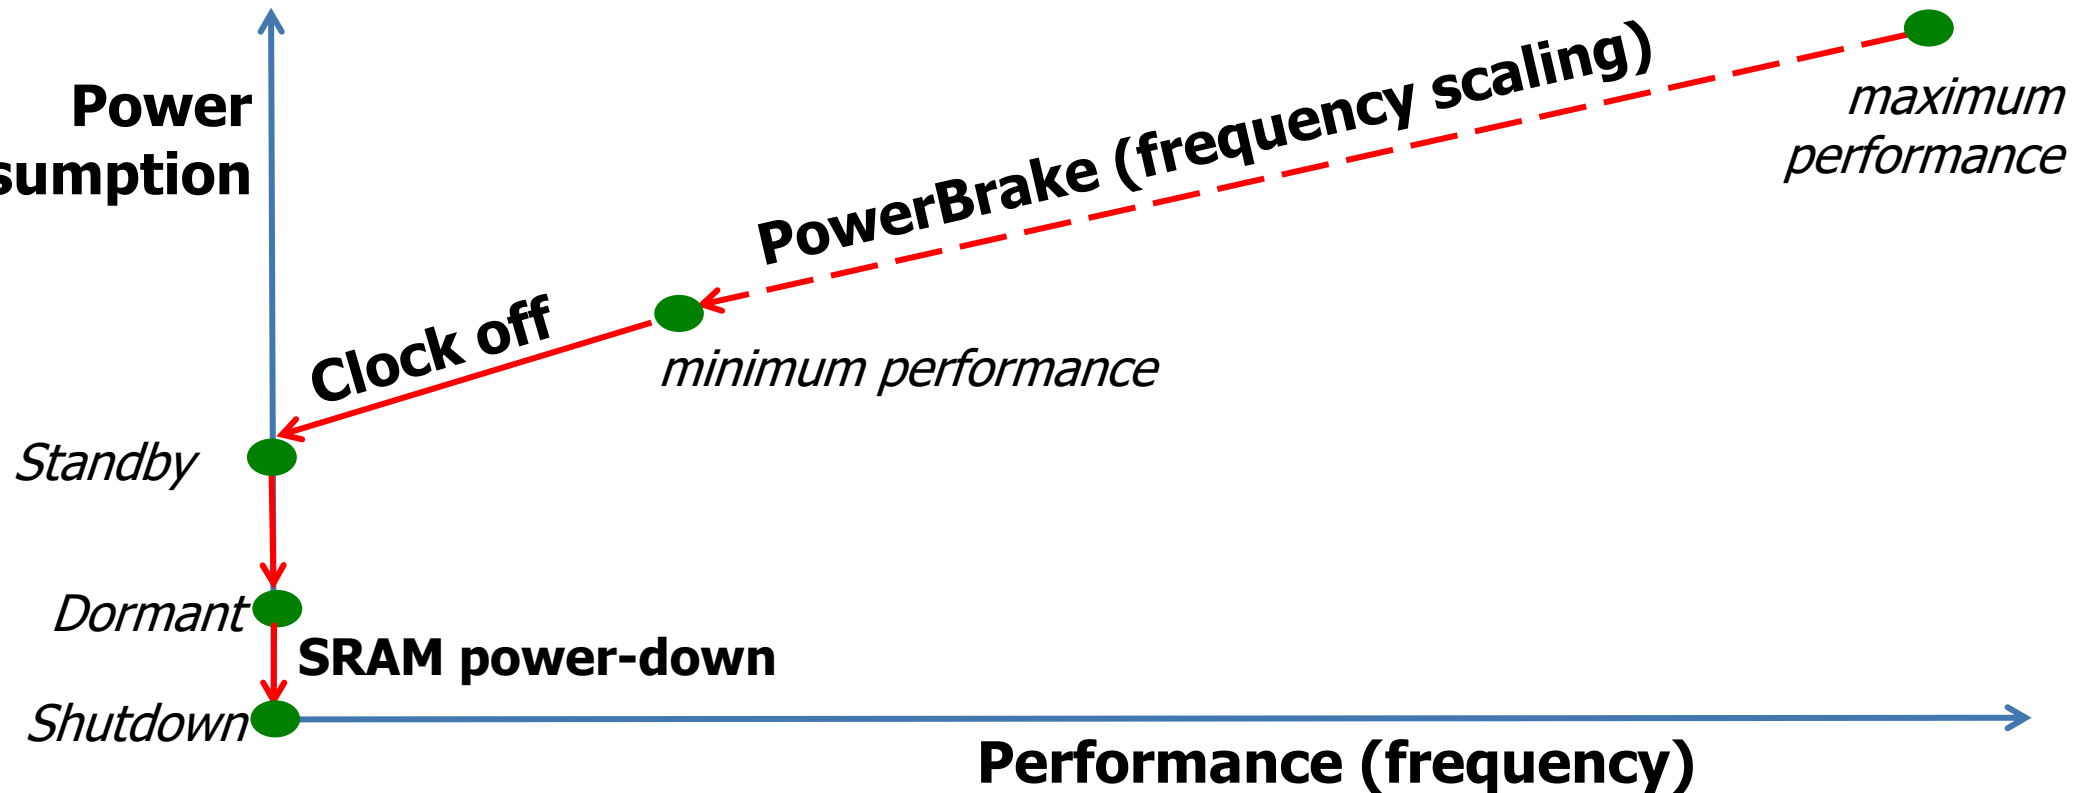 Power
sumption
PowerBrake (frequency scaling)
maximum
performance
Clock off
minimum performance
Standby
Dormant
SRAM power-down
Shutdown
Performance (frequency)